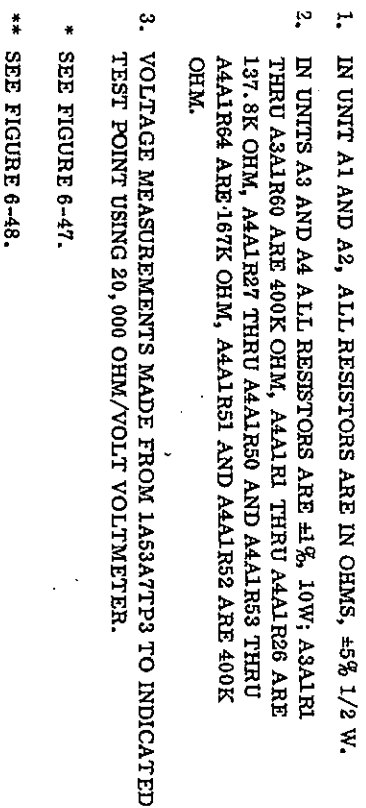 1. IN UNIT A1 AND A2, ALL RESISTORS ARE IN OHMS, ±5% 1/2 W.
2. IN UNITS A3 AND A4 ALL RESISTORS ARE ±1%, 10W; A3A1R1
THRU A3A1R60 ARE 400K OHM, A4A1R1 THRU A4A1R26 ARE
137.8K OHM, A4A1R27 THRU A4A1R50 AND A4A1R53 THRU
A4A1R64 ARE 167K OHM, A4A1R51 AND A4A1R52 ARE 400K
OHM.
3. VOLTAGE MEASUREMENTS MADE FROM 1A53A7TP3 TO INDICATED
TEST POINT USING 20,000 OHM/VOLT VOLTMETER.
* SEE FIGURE 6-47.
** SEE FIGURE 6-48.